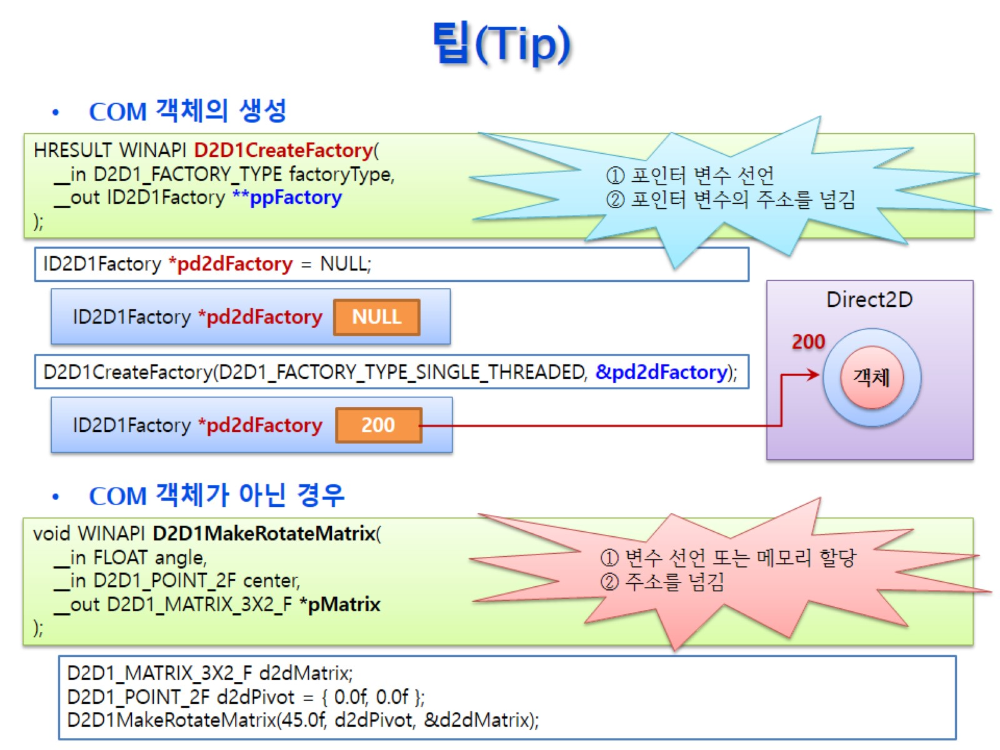 팁(Tip)
• COM 객체의 생성
HRESULT WINAPI D2D1CreateFactory(
__in D2D1_FACTORY_TYPE factoryType,
__out ID2D1Factory **ppFactory
);
① 포인터 변수 선언
② 포인터 변수의 주소를 넘김
ID2D1Factory *pd2dFactory = NULL;
ID2D1Factory *pd2dFactory NULL
D2D1CreateFactory(D2D1_FACTORY_TYPE_SINGLE_THREADED, &pd2dFactory);
ID2D1Factory *pd2dFactory 200
Direct2D
200
객체
• COM 객체가 아닌 경우
void WINAPI D2D1MakeRotateMatrix(
__in FLOAT angle,
__in D2D1_POINT_2F center,
__out D2D1_MATRIX_3X2_F *pMatrix
);
① 변수 선언 또는 메모리 할당
② 주소를 넘김
D2D1_MATRIX_3X2_F d2dMatrix;
D2D1_POINT_2F d2dPivot = { 0.0f, 0.0f };
D2D1MakeRotateMatrix(45.0f, d2dPivot, &d2dMatrix);